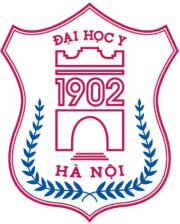 ĐẠI HỌC Y
1902
HÀ NỘI